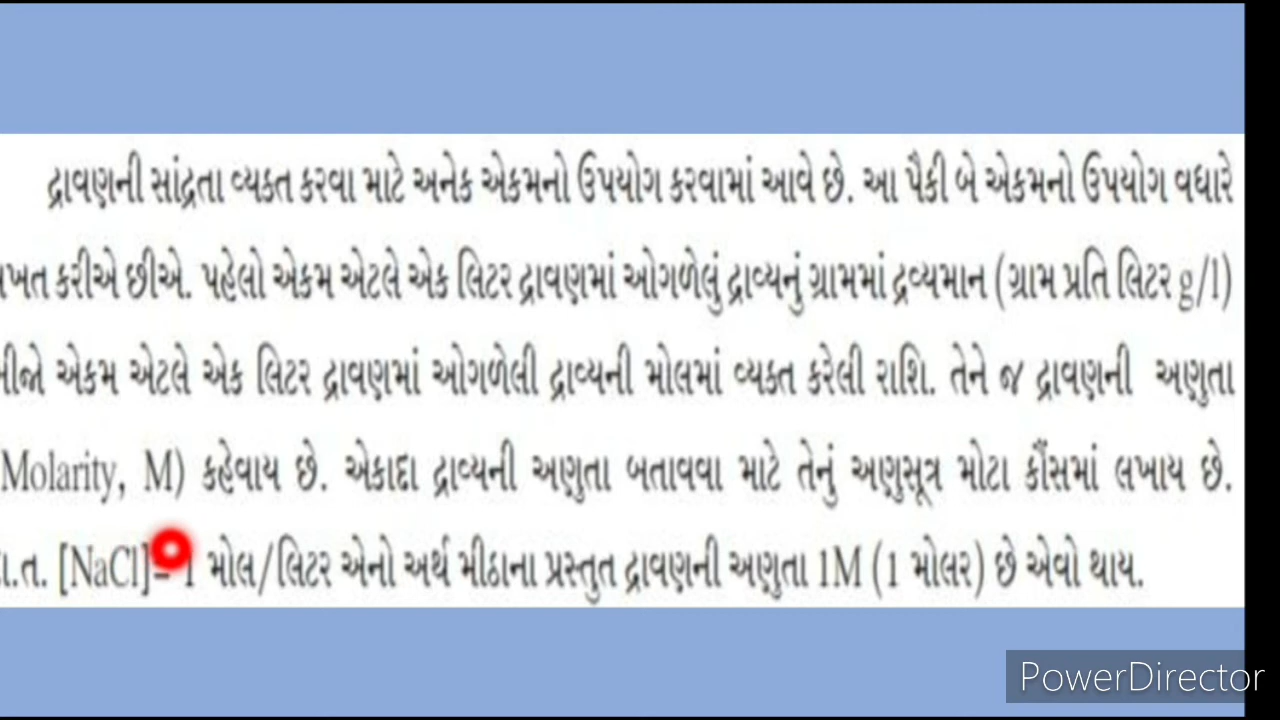 દ્રાવણની સાંદ્રતા વ્યક્ત કરવા માટે અનેક એકમનો ઉપયોગ કરવામાં આવે છે. આ પૈકી બે એકમનો ઉપયોગ વધારે
કરીએ છીએ. પહેલો એકમ એટલે એક લિટર દ્રાવણમાં ઓગળેલું દ્રાવ્યનું ગ્રામમાં દ્રવ્યમાન (ગ્રામ પ્રતિ લિટર g/l)
એકમ એટલે એક લિટર દ્રાવણમાં ઓગળેલી દ્રાવ્યની મોલમાં વ્યક્ત કરેલી રાશિ. તેને જ દ્રાવણની અણુતા
Molarity, M) કહેવાય છે. એકાદા દ્રાવ્યની અણુતા બતાવવા માટે તેનું અણુસૂત્ર મોટા કૌંસમાં લખાય છે.
[NaCl]= 1 મોલ/લિટર એનો અર્થ મીઠાના પ્રસ્તુત દ્રાવણની અણુતા 1M (1 મોલર) છે એવો થાય.
PowerDirector